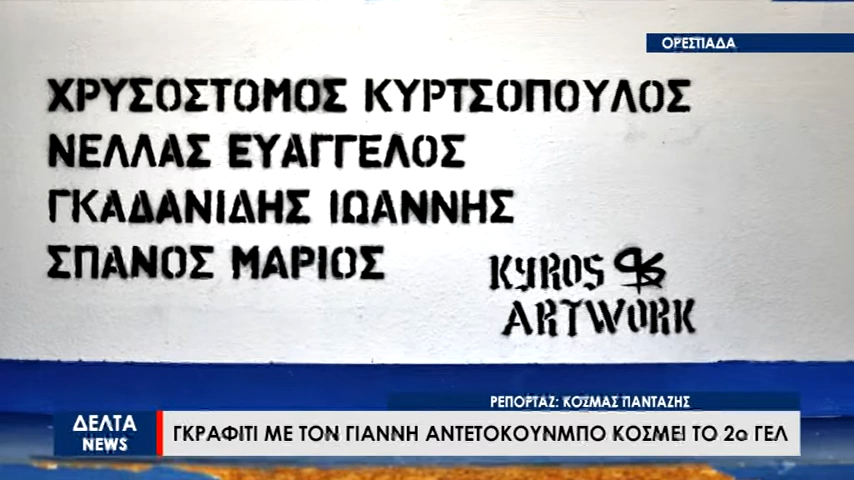 ΟΡΕΣΤΙΑΔΑ
ΧΡΥΣΟΣΤΟΜΟΣ ΚΥΡΤΣΟΠΟΥΛΟΣ
ΝΕΛΛΑΣ ΕΥΑΓΓΕΛΟΣ
ΓΚΑΔΑΝΙΔΗΣ ΙΩΑΝΝΗΣ
ΣΠΑΝΟΣ ΜΑΡΙΟΣ
KYROS
ARTWORK
ΡΕΠΟΡΤΑΖ: ΚΟΣΜΑΣ ΠΑΝΤΑΖΗΣ
ΔΕΛΤΑ
NEWS
ΓΚΡΑΦΙΤΙ ΜΕ ΤΟΝ ΓΙΑΝΝΗ ΑΝΤΕΤΟΚΟΥΝΜΠΟ ΚΟΣΜΕΙ ΤΟ 2ο ΓΕΛ